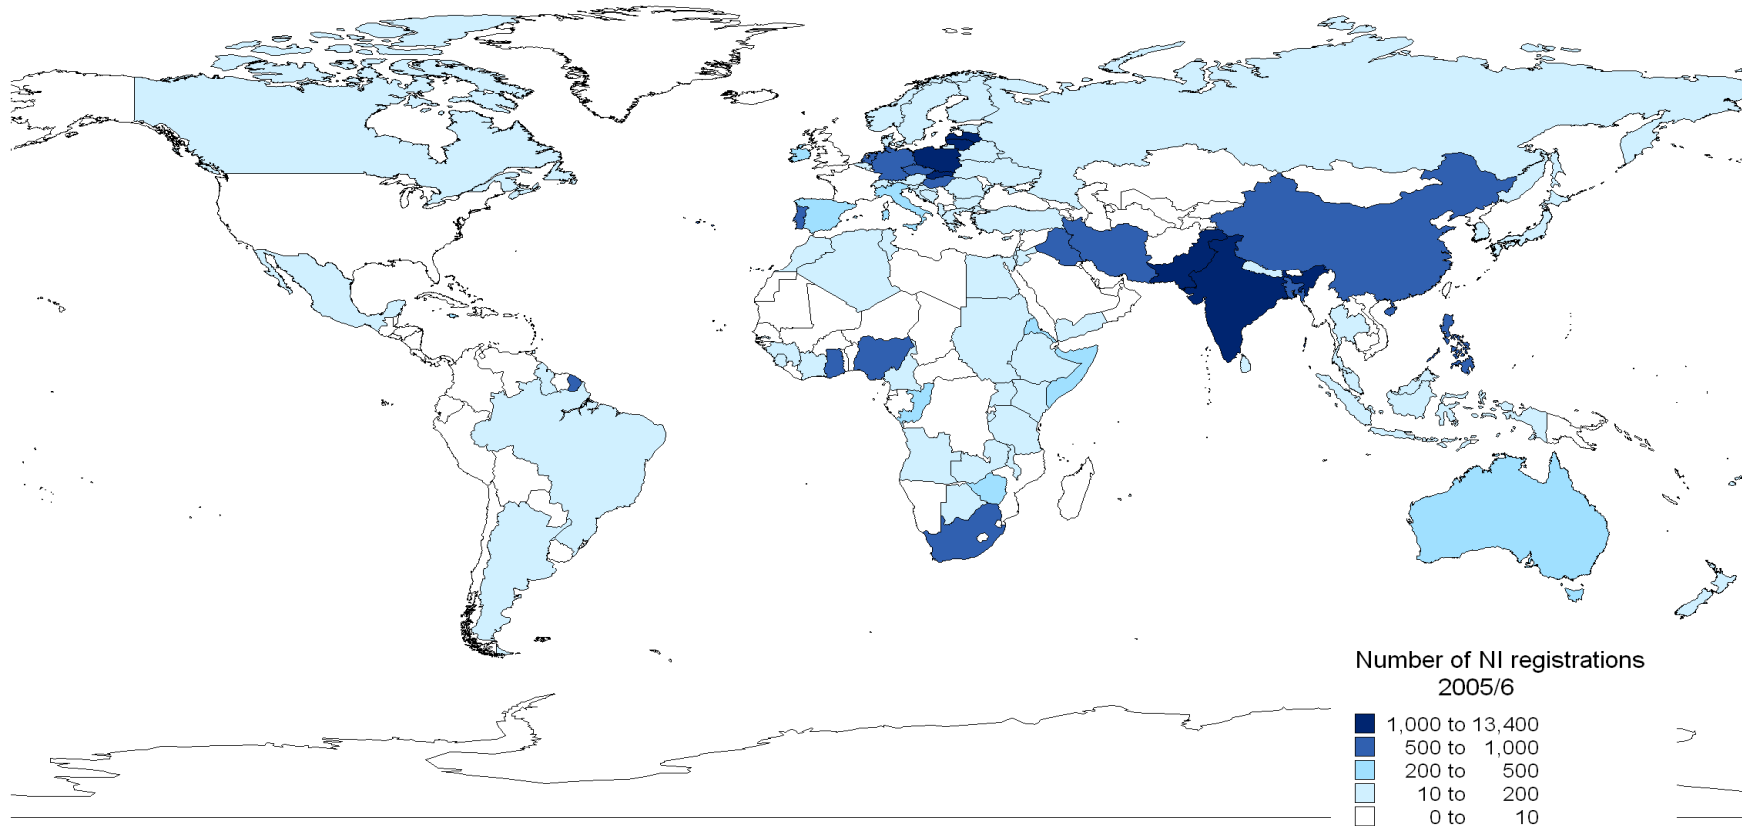 Number of NI registrations
2005/6
1,000 to 13,400
500 to 1,000
200 to 500
10 to 200
0 to 10